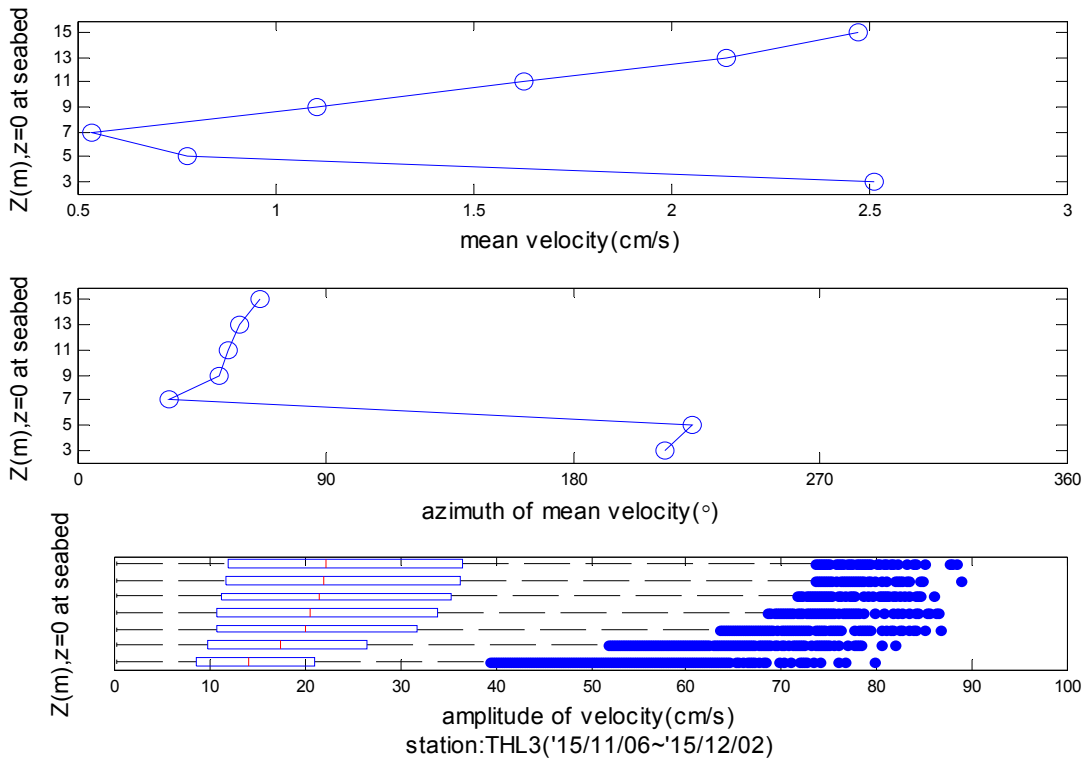 Z(m),z=0 at seabed
15
13
11
9
7
5
3
0.5 1 1.5 2 2.5 3
mean velocity(cm/s)
Z(m),z=0 at seabed
15
13
11
9
7
5
3
0 90 180 270 360
azimuth of mean velocity(°)
Z(m),z=0 at seabed
0 10 20 30 40 50 60 70 80 90 100
amplitude of velocity(cm/s)
station:THL3('15/11/06~'15/12/02)